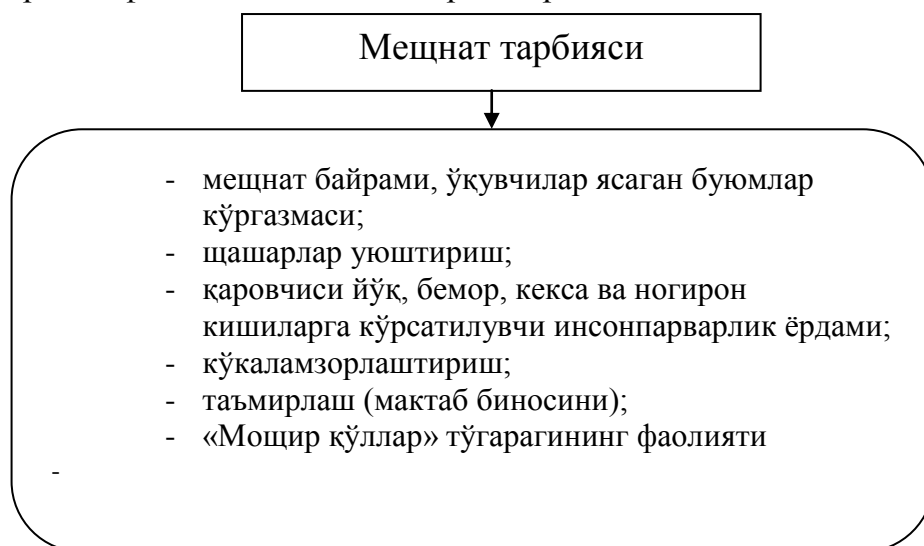 Мещнат тарбияси
- мещнат байрами, ўқувчилар ясаган буюмлар
кўргазмаси;
- щашарлар уюштириш;
- қаровчиси йўқ, бемор, кекса ва ногирон
кишиларга кўрсатилувчи инсонпарварлик ёрдами;
- кўкаламзорлаштириш;
- таъмирлаш (мактаб биносини);
- «Мощир қўллар» тўгарагининг фаолияти
-